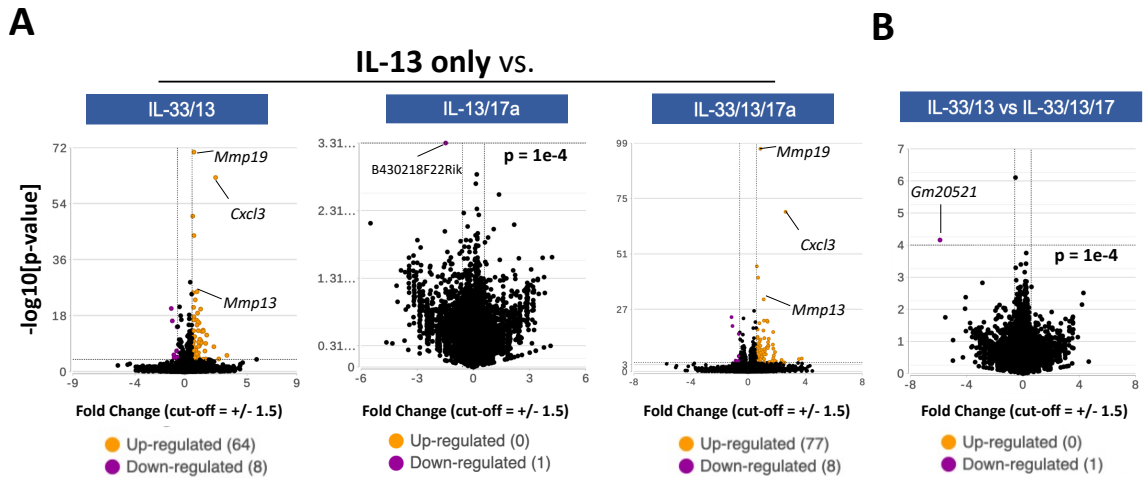 A
B
IL-13 only vs.
IL-33/13
IL-13/17a
IL-33/13/17a
IL-33/13 vs IL-33/13/17
-log10[p-value]
72
54
36
18
0
-9
0
9
Mmp19
Cxcl3
Mmp13
Fold Change (cut-off = +/- 1.5)
Up-regulated (64)
Down-regulated (8)
3.31...
2.31...
1.31...
0.31...
0
-6
-3
0
3
6
B430218F22Rik
p = 1e-4
Fold Change (cut-off = +/- 1.5)
Up-regulated (0)
Down-regulated (1)
99
75
51
27
3
-8
-4
0
4
8
Mmp19
Cxcl3
Mmp13
Fold Change (cut-off = +/- 1.5)
Up-regulated (77)
Down-regulated (8)
7
6
5
4
3
2
1
0
-8
-4
0
4
8
Gm20521
p = 1e-4
Fold Change (cut-off = +/- 1.5)
Up-regulated (0)
Down-regulated (1)